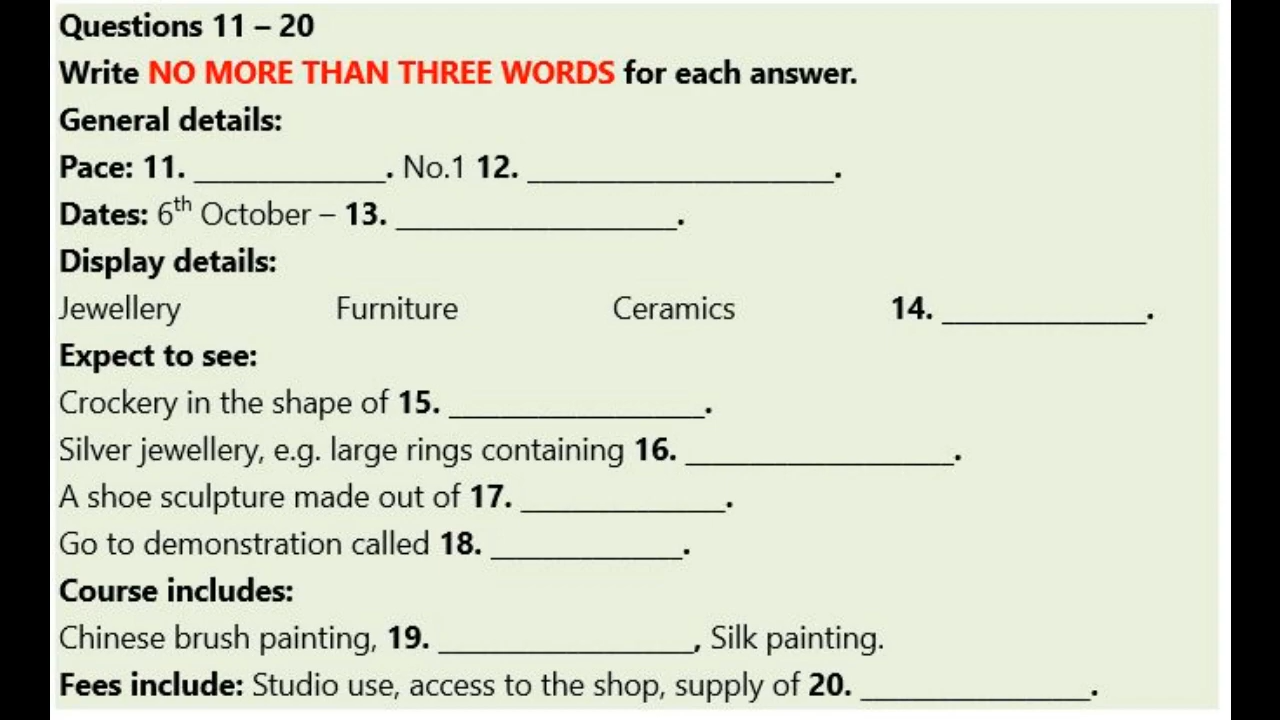 Questions 11 – 20
Write NO MORE THAN THREE WORDS for each answer.
General details:
Pace: 11. ____________. No.1 12. ___________________.
Dates: 6th October – 13. _________________.
Display details:
Jewellery Furniture Ceramics 14. _____________.
Expect to see:
Crockery in the shape of 15. ________________.
Silver jewellery, e.g. large rings containing 16. _________________.
A shoe sculpture made out of 17. _____________.
Go to demonstration called 18. ____________.
Course includes:
Chinese brush painting, 19. ________________, Silk painting.
Fees include: Studio use, access to the shop, supply of 20. ______________.